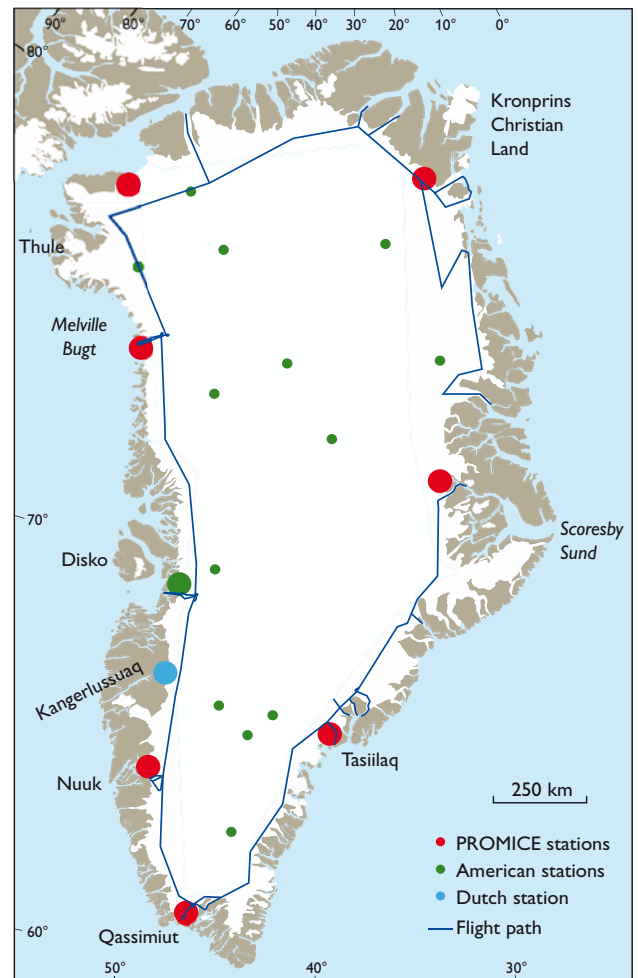 90° 80° 70° 60° 50° 40° 30° 20° 10° 0°
80°
Kronprins
Christian
Land
Thule
Melville
Bugt
70°
Scoresby
Sund
Disko
Kangerlussuaq
Tasiilaq
Nuuk
250 km
PROMICE stations
American stations
Dutch station
Flight path
60°
Qassimiut
50° 40° 30°